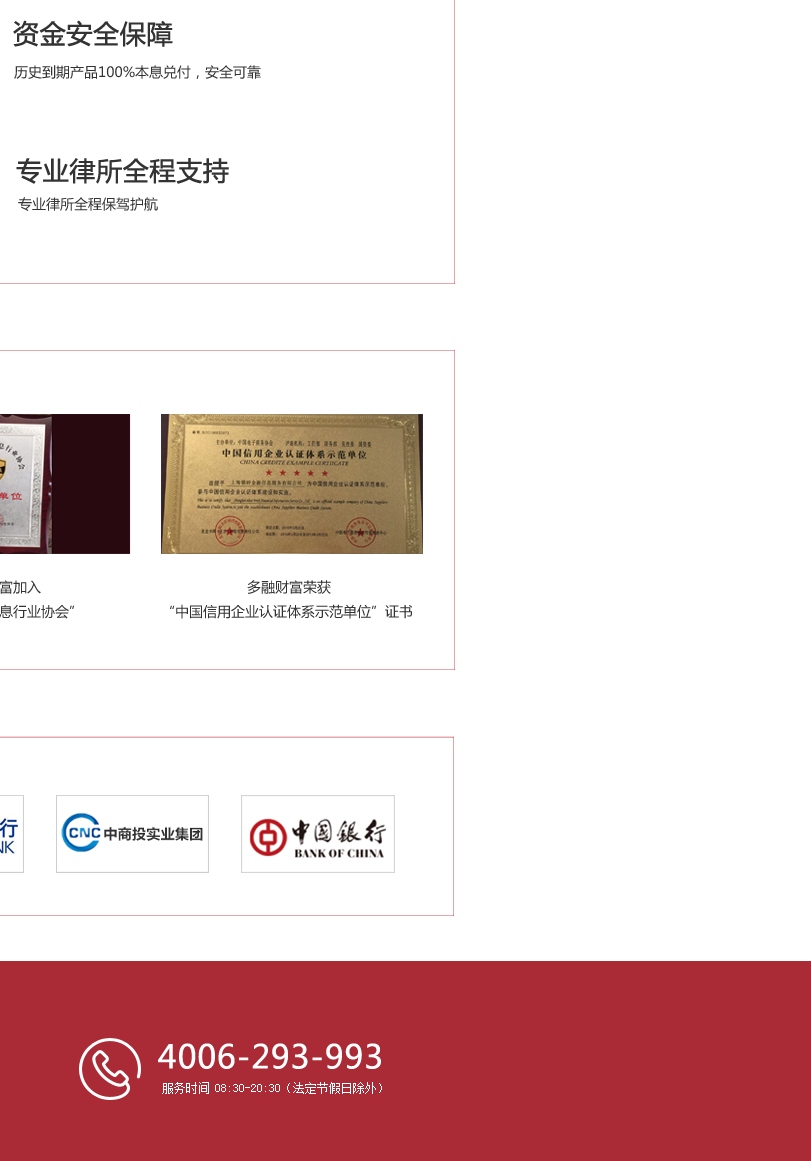 资金安全保障
历史到期产品100%本息兑付，安全可靠
专业律所全程支持
专业律所全程保驾护航
单位
中国信用企业认证体系示范单位
CHINA CREDITE EXAMPLE CERTIFICATE
富加入
息行业协会”
多融财富荣获
“中国信用企业认证体系示范单位”证书
行
NK
CNC 中商投实业集团
中国銀行
BANK OF CHINA
4006-293-993
服务时间 08:30-20:30（法定节假日除外）